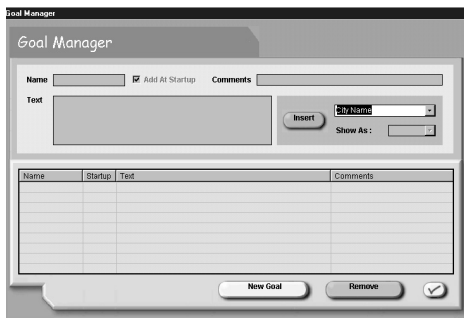 Goal Manager
Goal Manager
Name Add At Startup Comments
Text
Insert City Name
Show As :
Name Startup Text Comments
New Goal Remove